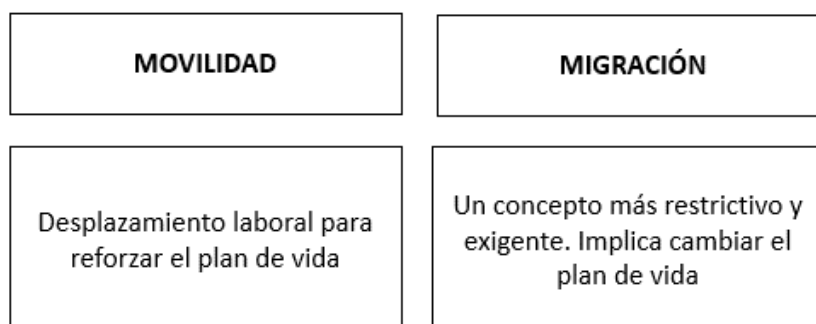 MOVILIDAD
MIGRACIÓN
Desplazamiento laboral para
reforzar el plan de vida
Un concepto más restrictivo y
exigente. Implica cambiar el
plan de vida